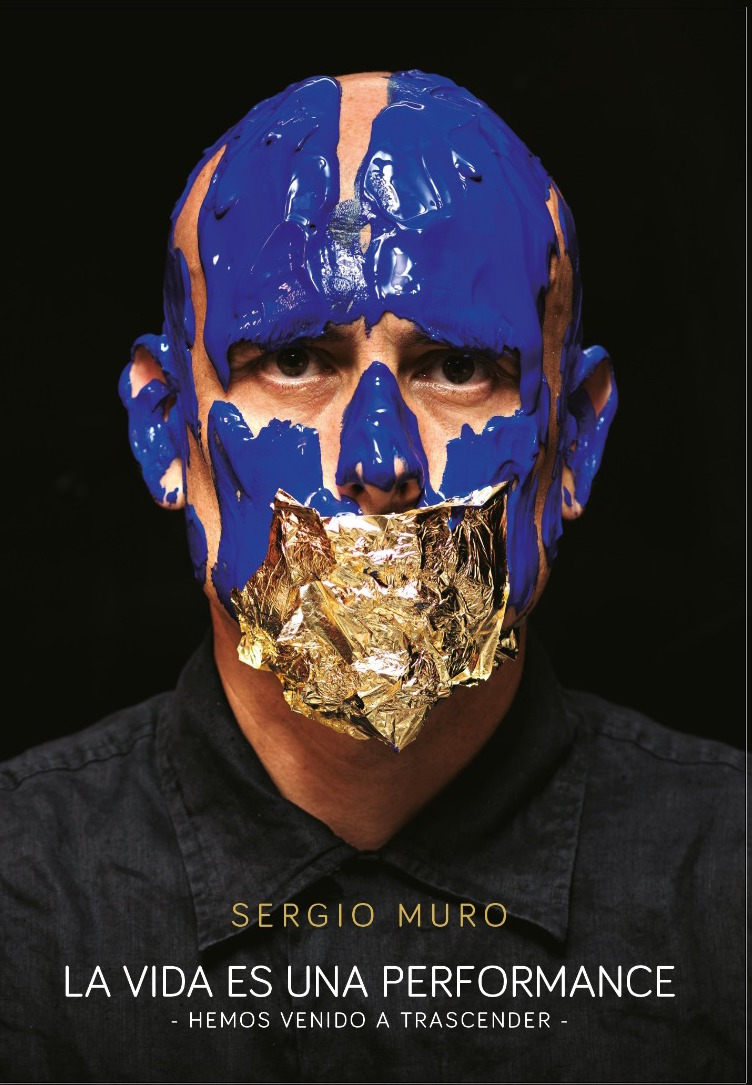 SERGIO MURO
LA VIDA ES UNA PERFORMANCE
- HEMOS VENIDO A TRASCENDER -